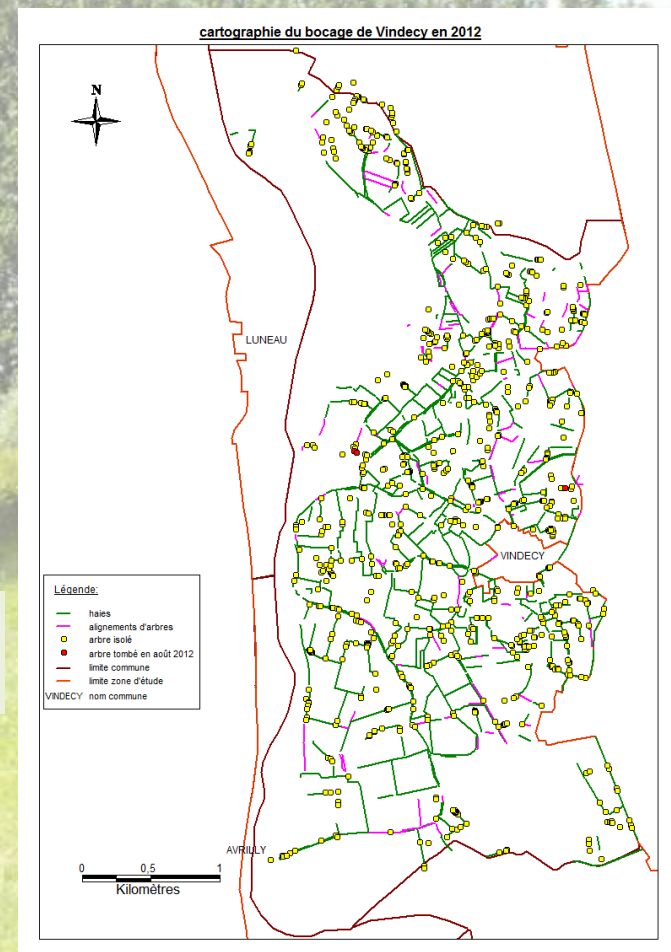 cartographie du bocage de Vindecy en 2012
N
LUNEAU
VINDECY
Légende:
haies
alignements d'arbres
arbre isolé
arbre tombé en août 2012
limite commune
limite zone d'étude
VINDECY nom commune
AVRILLY
0 0,5 1
Kilomètres